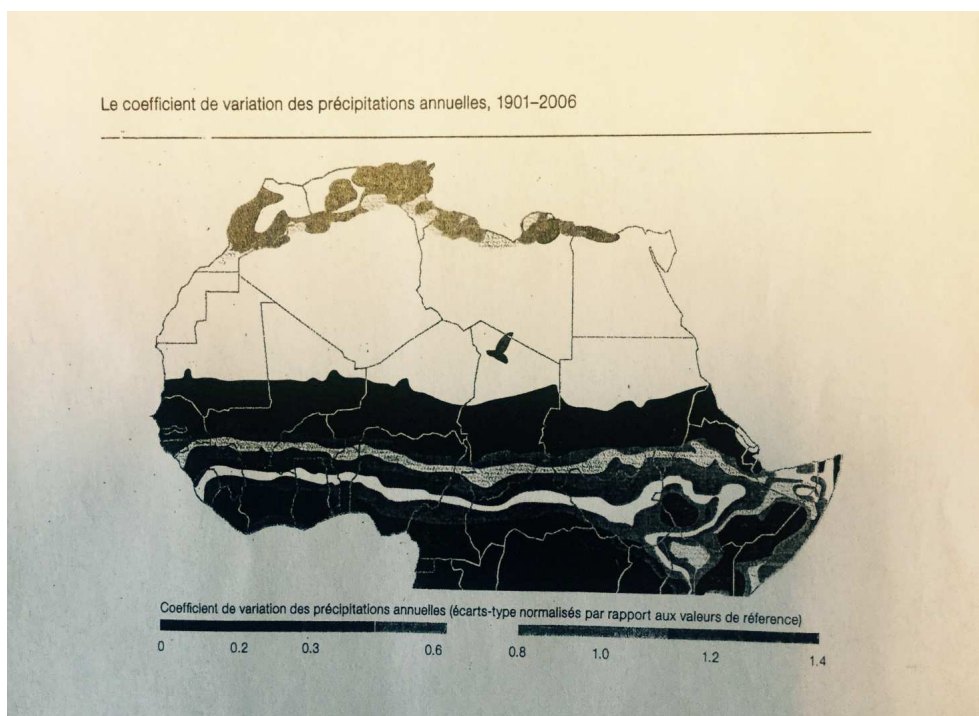 Le coefficient de variation des précipitations annuelles, 1901–2006
Coefficient de variation des précipitations annuelles (écarts-type normalisés par rapport aux valeurs de réference)
0 0.2 0.3 0.6 0.8 1.0 1.2 1.4